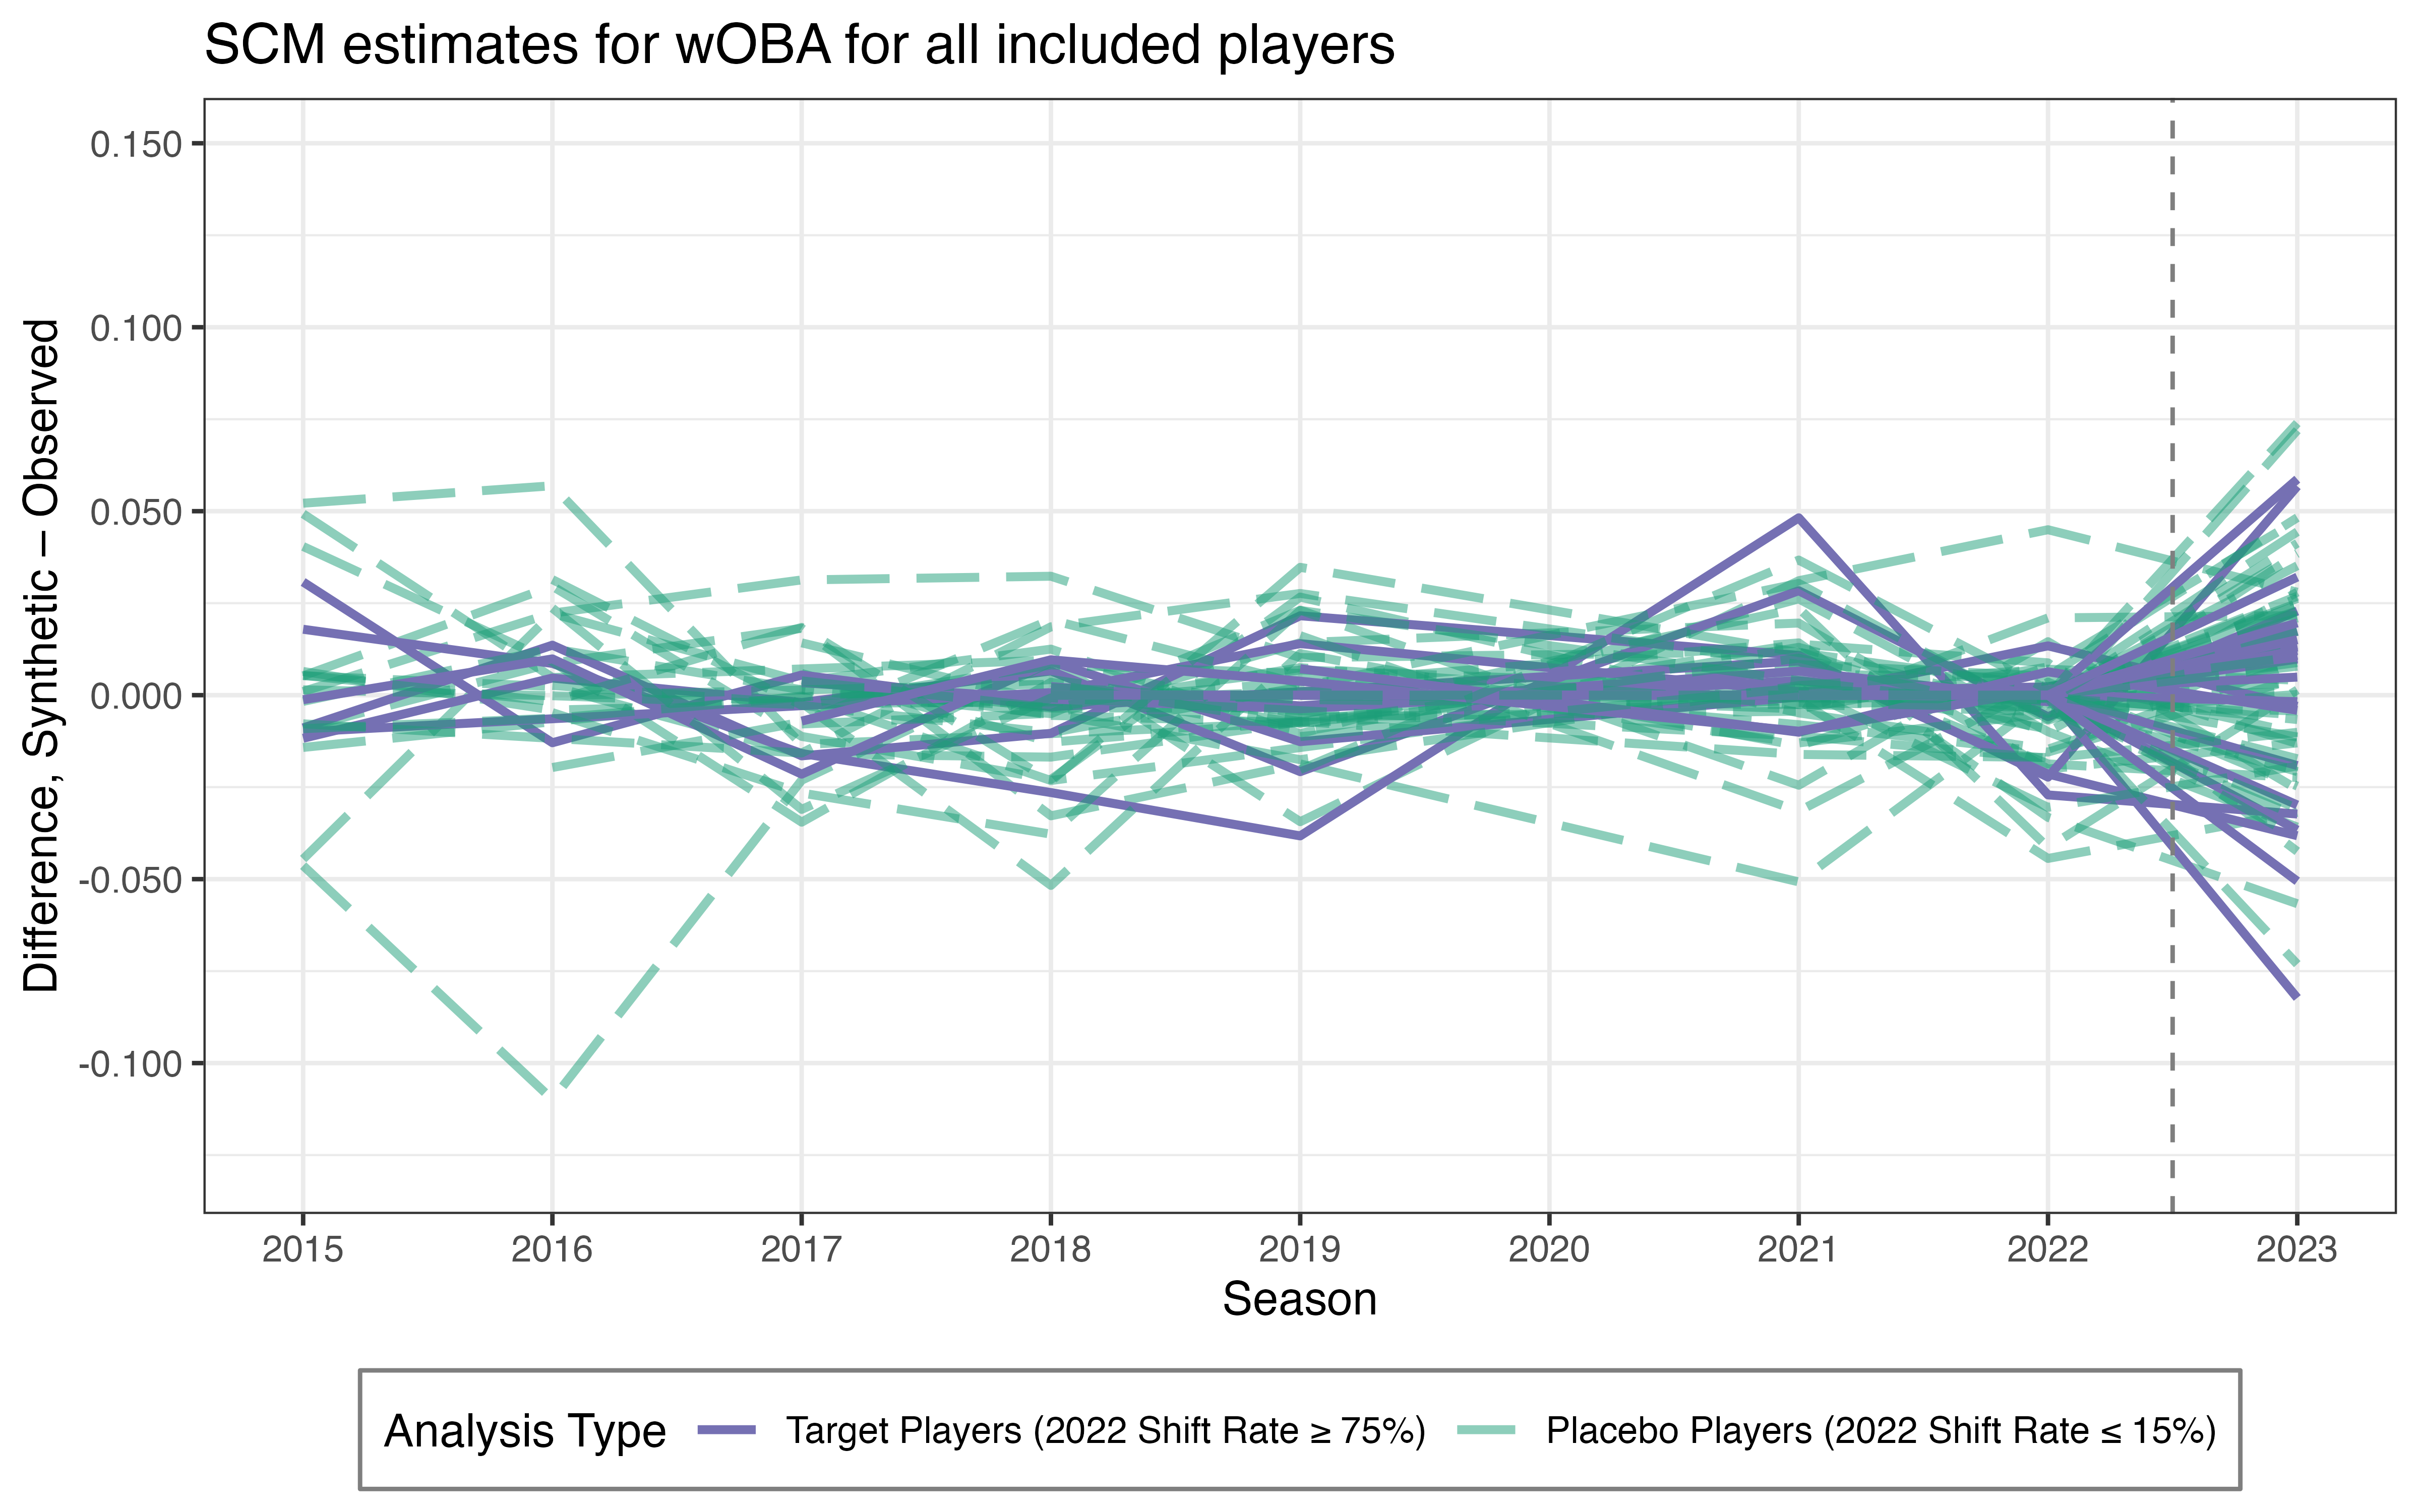 SCM estimates for wOBA for all included players
Difference, Synthetic – Observed
0.150
0.100
0.050
0.000
-0.050
-0.100
2015 2016 2017 2018 2019 2020 2021 2022 2023
Season
Analysis Type Target Players (2022 Shift Rate ≥ 75%) Placebo Players (2022 Shift Rate ≤ 15%)